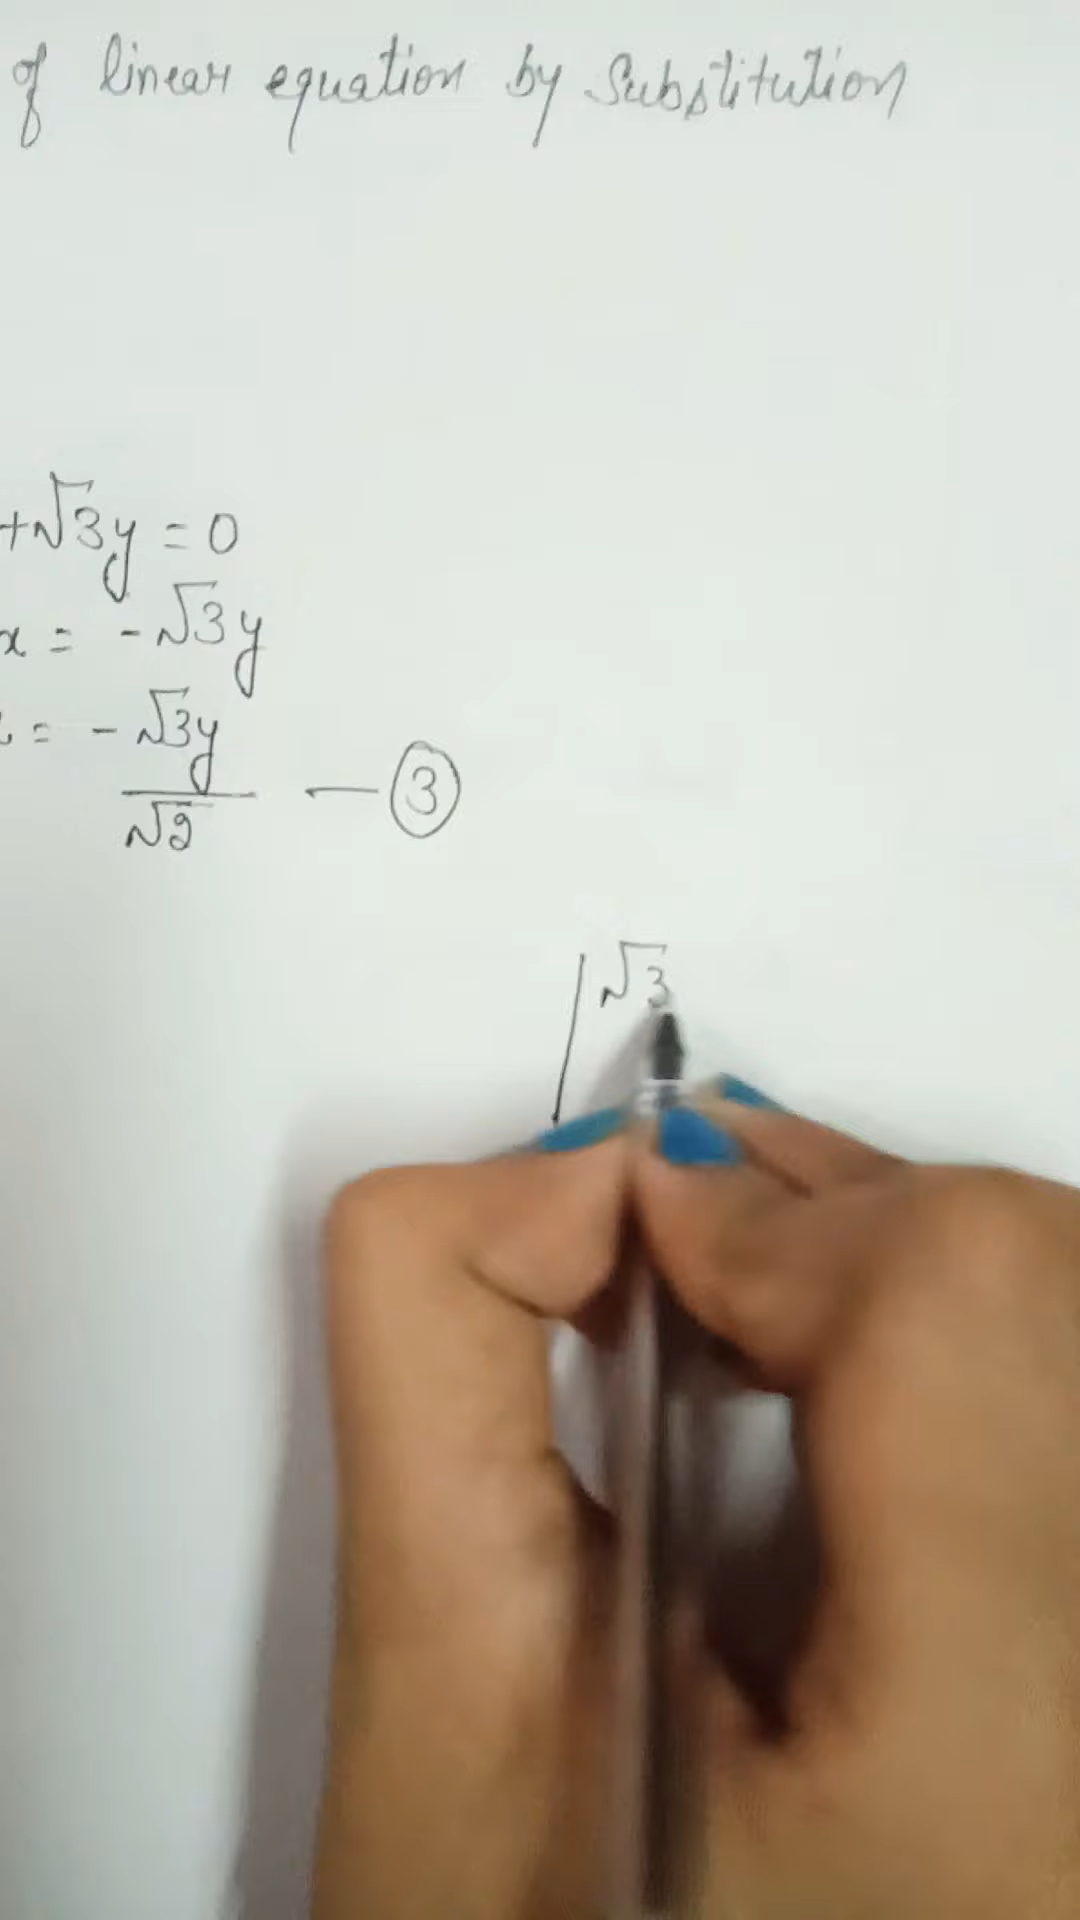 of linear equation by Substitution
+√3y = 0
x = -√3y
= -√3y/√2 — ③
√3